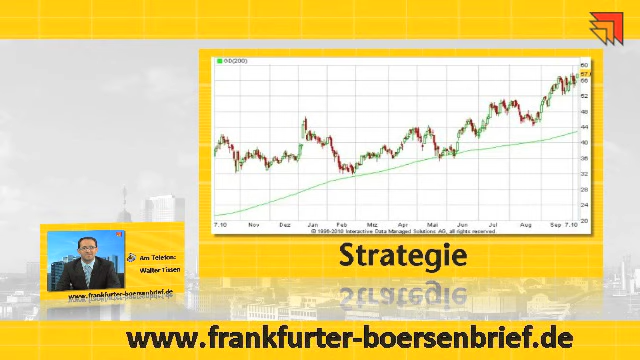 GD(200)
60
57,
56
52
48
44
40
36
32
28
24
20
7.10 Nov Dez Jan Feb Mrz Apr Mai Jun Jul Aug Sep 7.10
© 1996-2010 Interactive Data Managed Solutions AG, all rights reserved.
Strategie
Am Telefon:
Walter Tissen
www.frankfurter-boersenbrief.de
www.frankfurter-boersenbrief.de